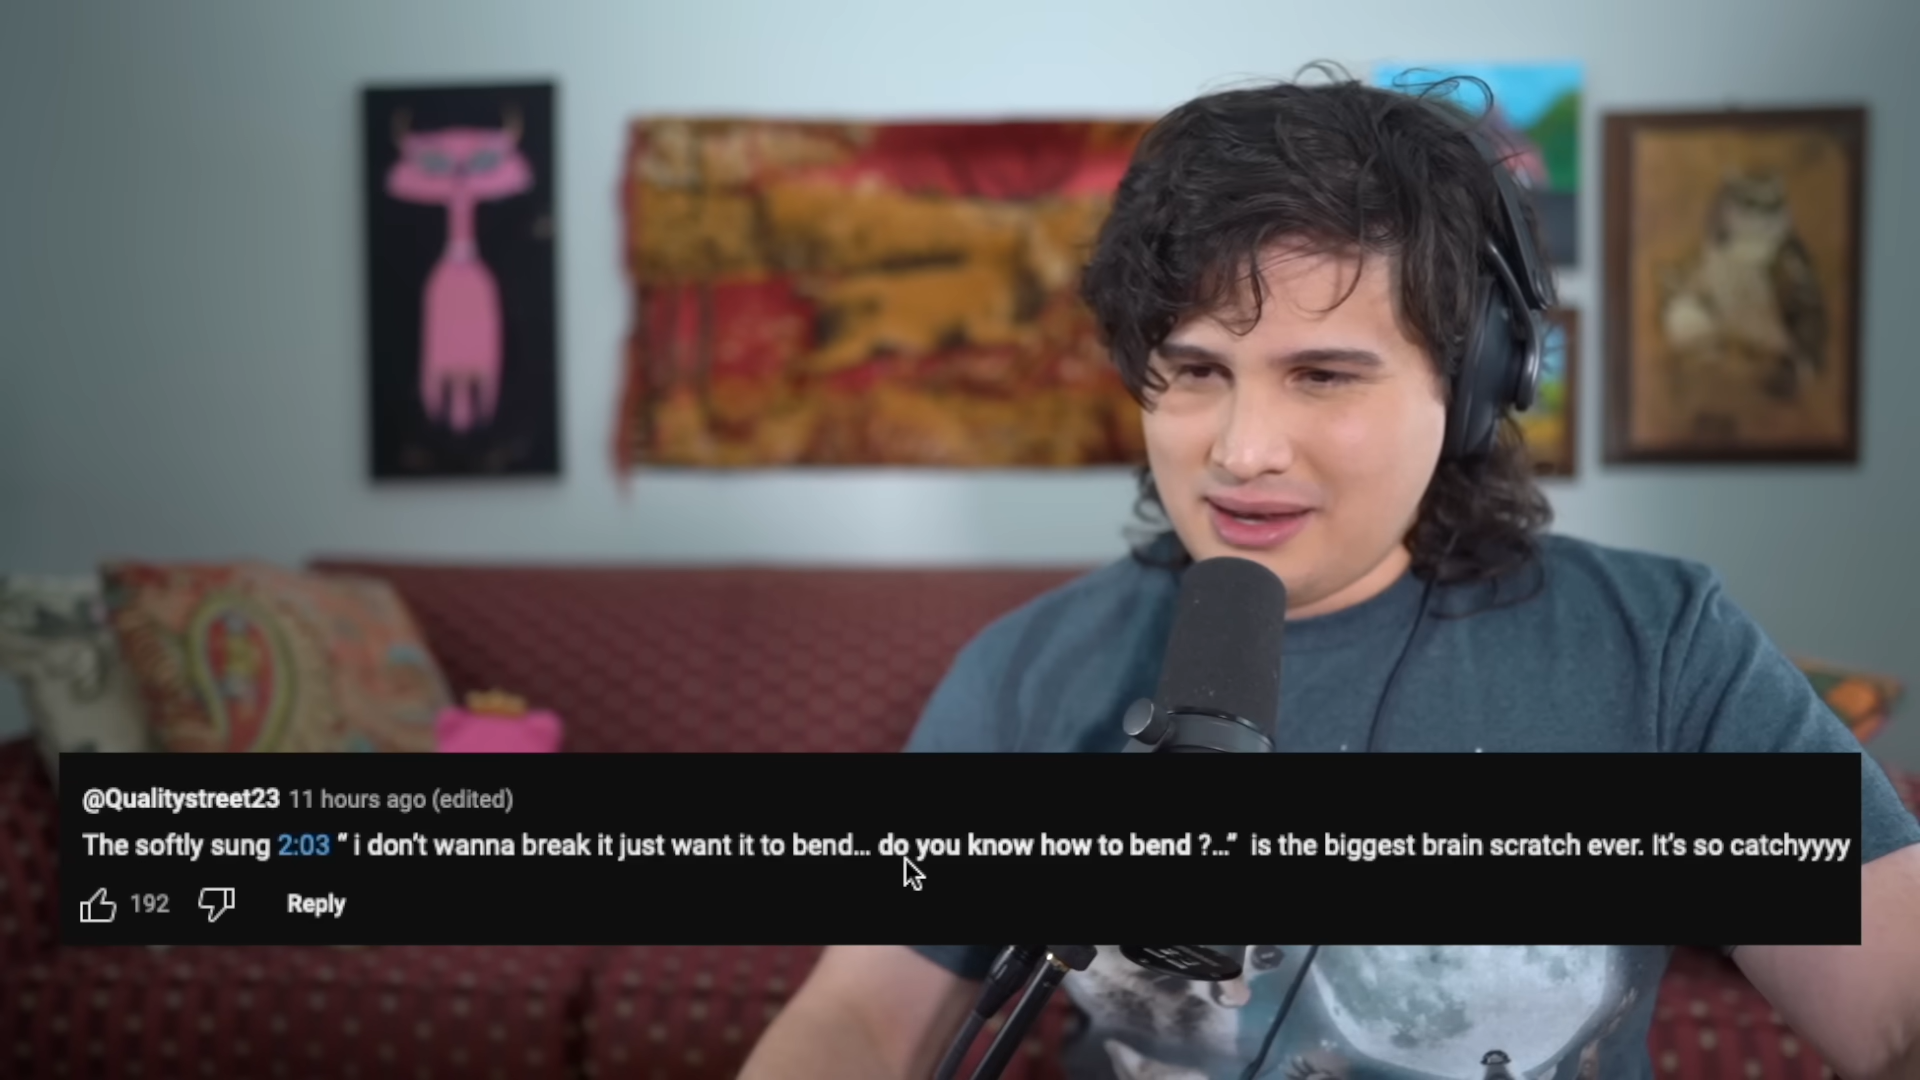 @Qualitystreet23 11 hours ago (edited)
The softly sung 2:03 “ i don’t wanna break it just want it to bend... do you know how to bend ?...” is the biggest brain scratch ever. It’s so catchyyyy
192 Reply